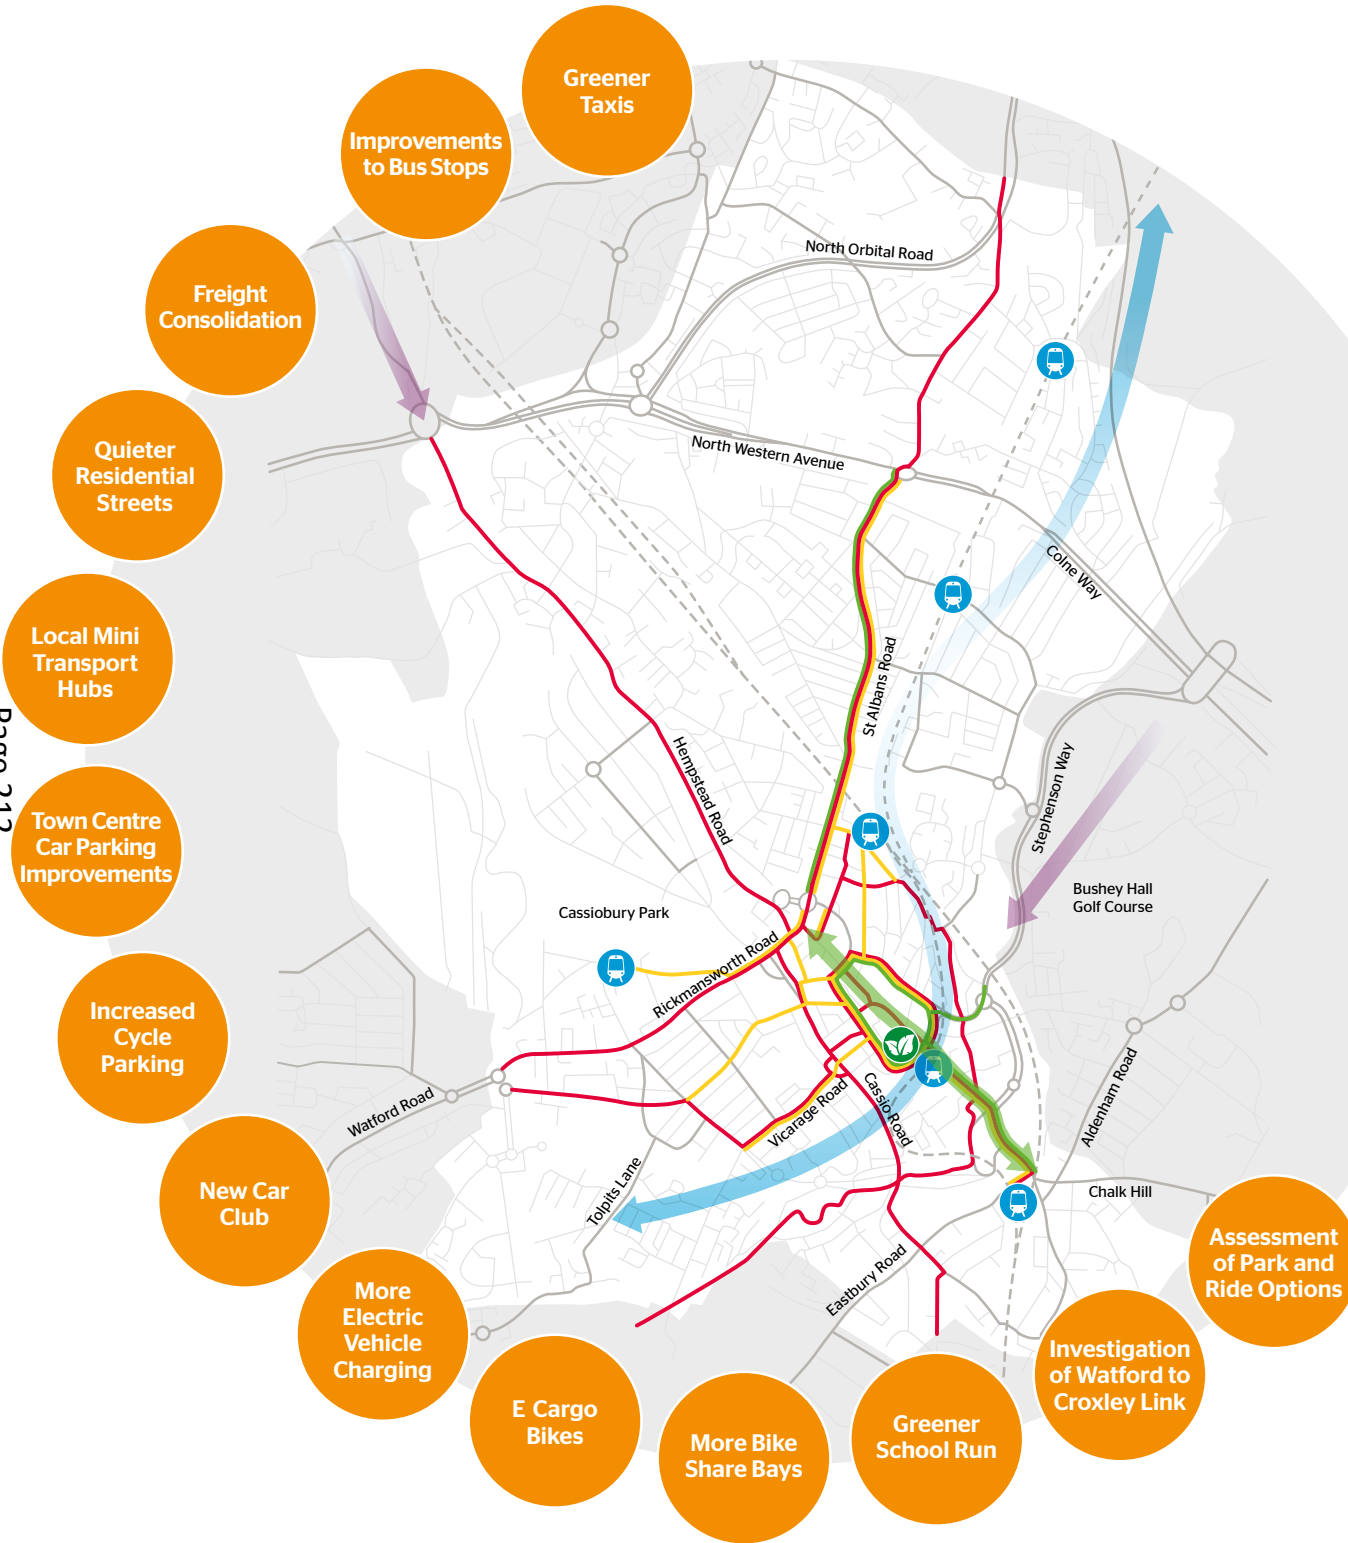 Greener
Taxis
Improvements
to Bus Stops
Freight
Consolidation
Quieter
Residential
Streets
Local Mini
Transport
Hubs
Town Centre
Car Parking
Improvements
Increased
Cycle
Parking
New Car
Club
More
Electric
Vehicle
Charging
E Cargo
Bikes
More Bike
Share Bays
Greener
School Run
Investigation
of Watford to
Croxley Link
Assessment
of Park and
Ride Options
North Orbital Road
North Western Avenue
Colne Way
St Albans Road
Hempstead Road
Stephenson Way
Bushey Hall
Golf Course
Cassiobury Park
Rickmansworth Road
Watford Road
Vicarage Road
Cassio Road
Aldenham Road
Tolpits Lane
Chalk Hill
Eastbury Road
Page 212